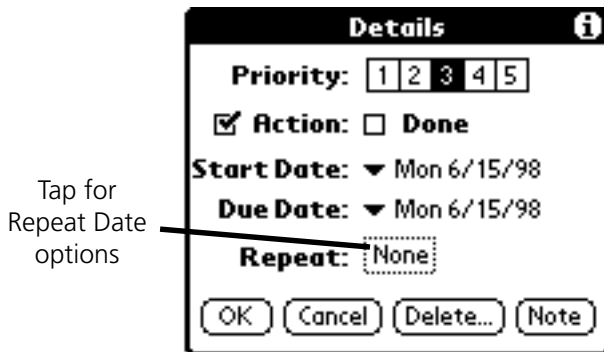 Details
Priority: 1 2 3 4 5
Action: Done
Start Date: Mon 6/15/98
Due Date: Mon 6/15/98
Repeat: None
OK Cancel Delete... Note
Tap for
Repeat Date
options